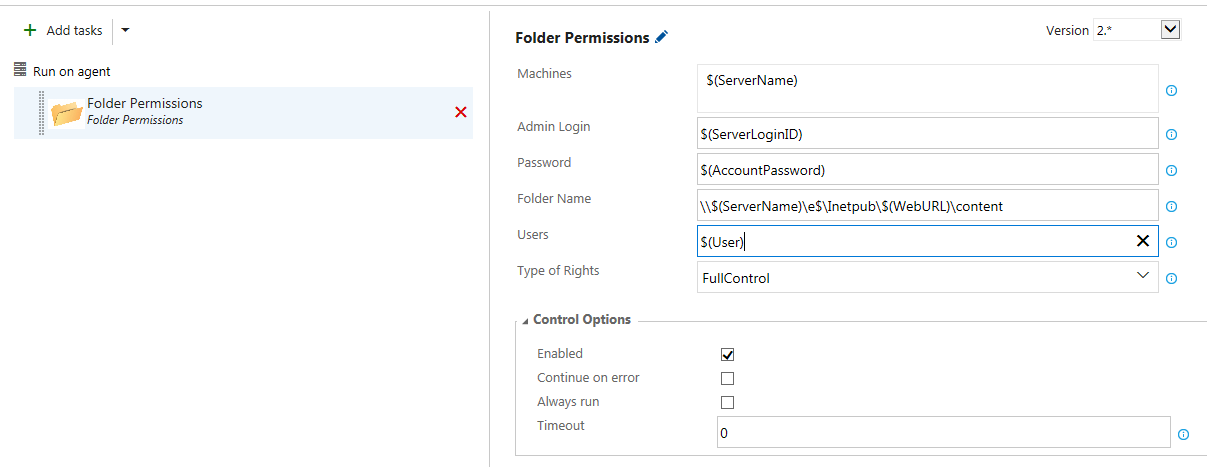 Add tasks
Run on agent
Folder Permissions
Folder Permissions
Folder Permissions
Version 2.*
Machines
$(ServerName)
Admin Login
$(ServerLoginID)
Password
$(AccountPassword)
Folder Name
\\$(ServerName)\e$\Inetpub\$(WebURL)\content
Users
$(User)
Type of Rights
FullControl
Control Options
Enabled
Continue on error
Always run
Timeout
0